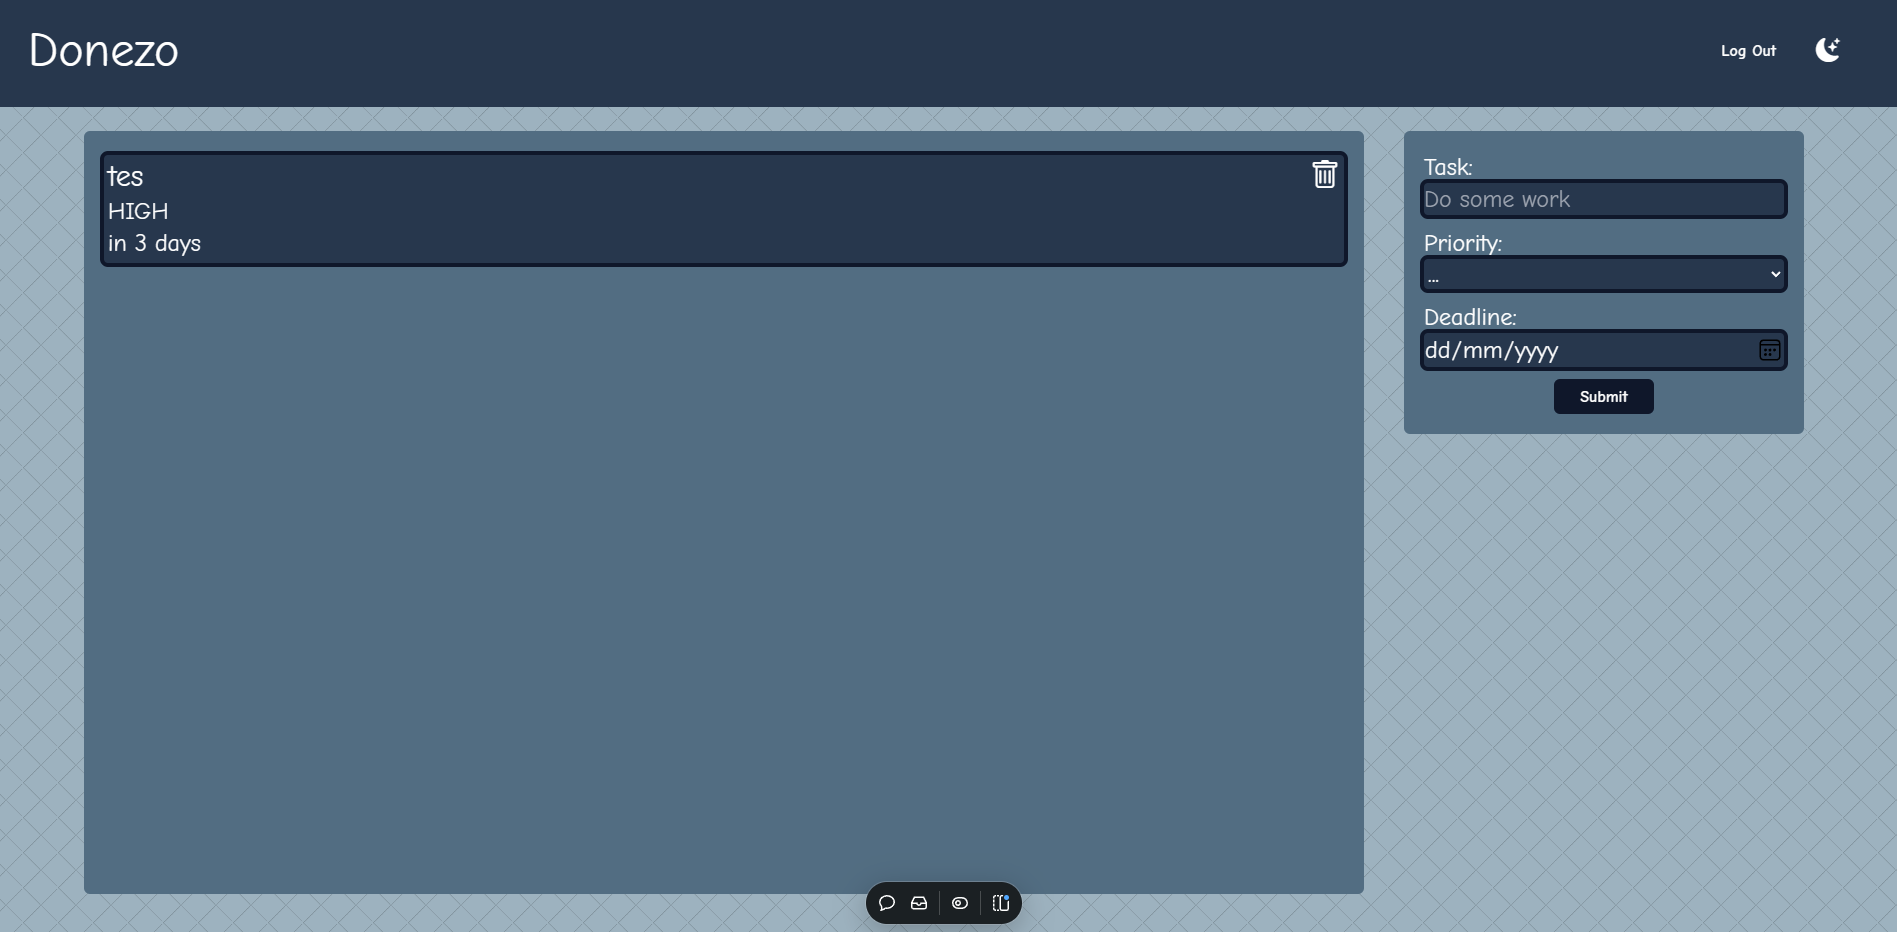 Donezo
Log Out
tes
HIGH
in 3 days
Task:
Do some work
Priority:
...
Deadline:
dd/mm/yyyy
Submit